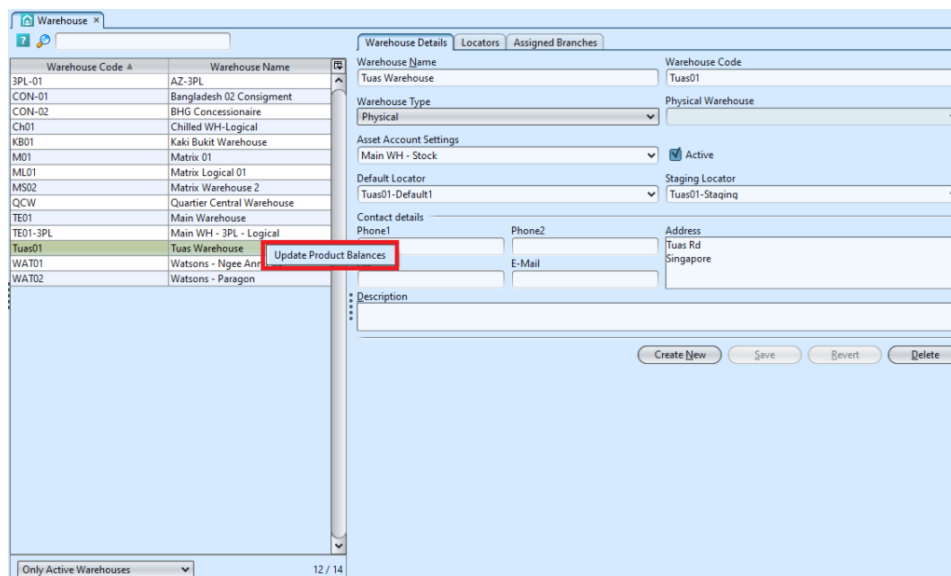 Warehouse ×
?
Warehouse Code Warehouse Name
3PL-01 AZ-3PL
CON-01 Bangladesh 02 Consigment
CON-02 BHG Concessionaire
Ch01 Chilled WH-Logical
KB01 Kaki Bukit Warehouse
M01 Matrix 01
ML01 Matrix Logical 01
MS02 Matrix Warehouse 2
QCW Quartier Central Warehouse
TE01 Main Warehouse
TE01-3PL Main WH - 3PL - Logical
Tuas01 Tuas Warehouse
WAT01 Watsons - Ngee Ann
WAT02 Watsons - Paragon
Update Product Balances
Only Active Warehouses 12 / 14
Warehouse Details Locators Assigned Branches
Warehouse Name Warehouse Code
Tuas Warehouse Tuas01
Warehouse Type Physical Warehouse
Physical
Asset Account Settings
Main WH - Stock Active
Default Locator Staging Locator
Tuas01-Default1 Tuas01-Staging
Contact details
Phone1 Phone2 Address
Tuas Rd
Singapore
E-Mail
Description
Create New Save Revert Delete